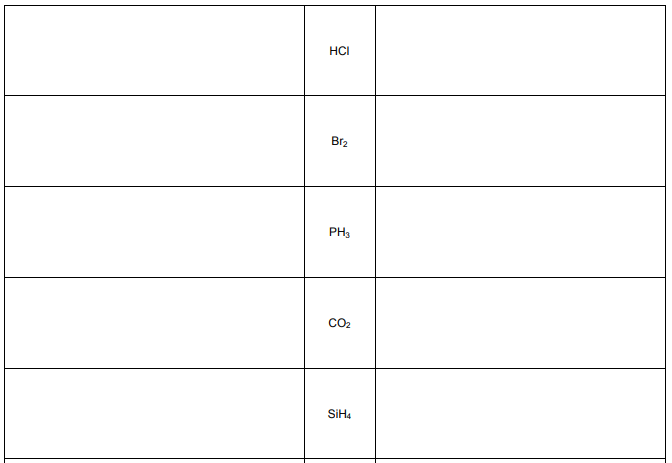 HCl
Br₂
PH₃
CO₂
SiH₄